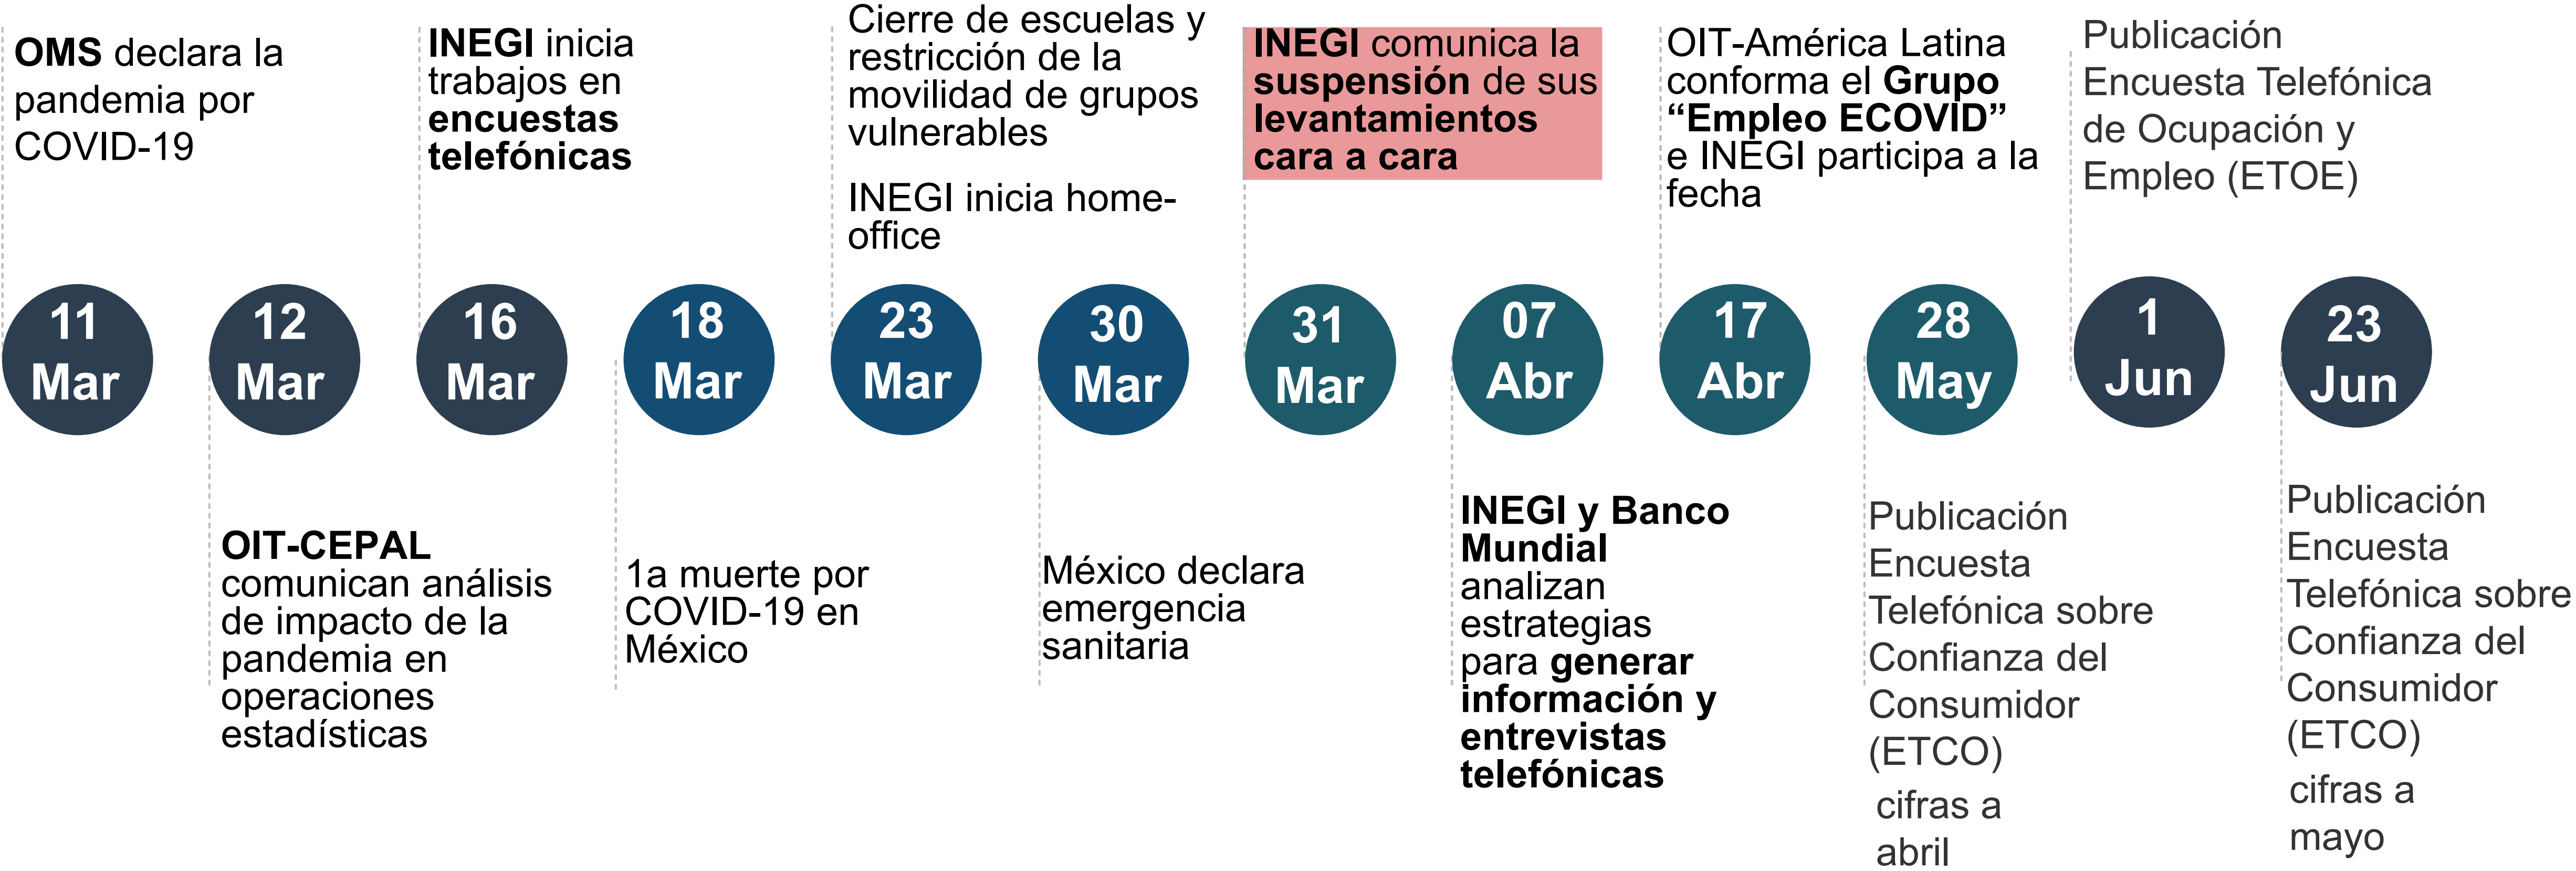 OMS declara la
pandemia por
COVID-19
INEGI inicia
trabajos en
encuestas
telefónicas
Cierre de escuelas y
restricción de la
movilidad de grupos
vulnerables
INEGI inicia home-
office
INEGI comunica la
suspensión de sus
levantamientos
cara a cara
OIT-América Latina
conforma el Grupo
“Empleo ECOVID”
e INEGI participa a la
fecha
Publicación
Encuesta Telefónica
de Ocupación y
Empleo (ETOE)
11
Mar
12
Mar
16
Mar
18
Mar
23
Mar
30
Mar
31
Mar
07
Abr
17
Abr
28
May
1
Jun
23
Jun
OIT-CEPAL
comunican análisis
de impacto de la
pandemia en
operaciones
estadísticas
1a muerte por
COVID-19 en
México
México declara
emergencia
sanitaria
INEGI y Banco
Mundial
analizan
estrategias
para generar
información y
entrevistas
telefónicas
Publicación
Encuesta
Telefónica sobre
Confianza del
Consumidor
(ETCO)
cifras a
abril
Publicación
Encuesta
Telefónica sobre
Confianza del
Consumidor
(ETCO)
cifras a
mayo